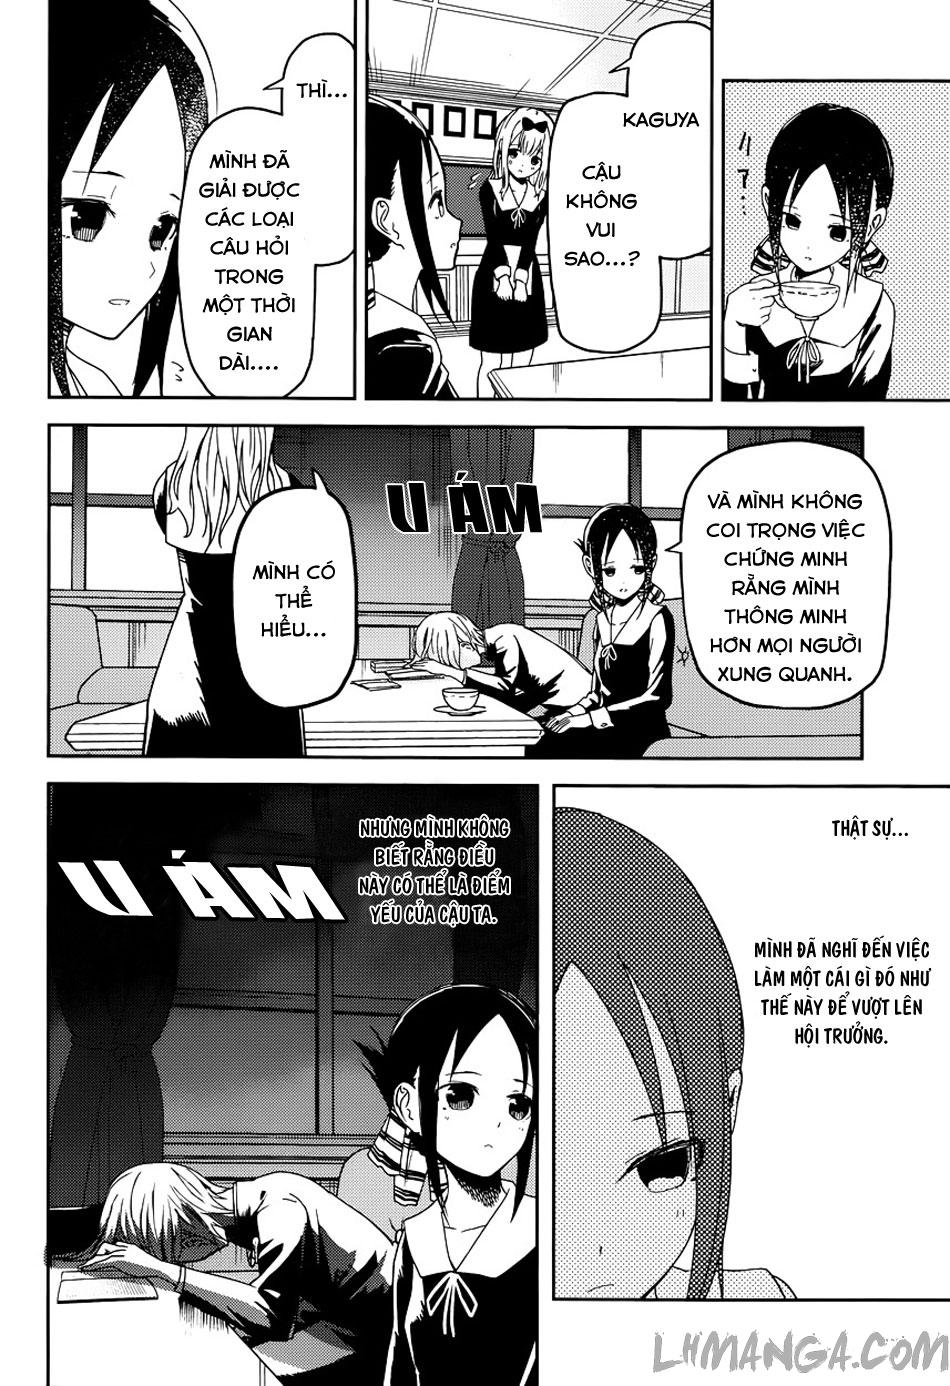 KAGUYA
CẬU
KHÔNG
VUI
SAO...?
THÌ...
MÌNH ĐÃ
GIẢI ĐƯỢC
CÁC LOẠI
CÂU HỎI
TRONG
MỘT THỜI
GIAN
DÀI....
VÀ MÌNH KHÔNG
COI TRỌNG VIỆC
CHỨNG MINH
RẰNG MÌNH
THÔNG MINH
HƠN MỌI NGƯỜI
XUNG QUANH.
U ÁM
MÌNH CÓ
THỂ
HIỂU...
THẬT SỰ...
MÌNH ĐÃ NGHĨ ĐẾN VIỆC
LÀM MỘT CÁI GÌ ĐÓ NHƯ
THẾ NÀY ĐỂ VƯỢT LÊN
HỘI TRƯỞNG.
NHƯNG MÌNH KHÔNG
BIẾT RẰNG ĐIỀU
NÀY CÓ THỂ LÀ ĐIỂM
YẾU CỦA CẬU TA.
U ÁM
LHMANGA.COM